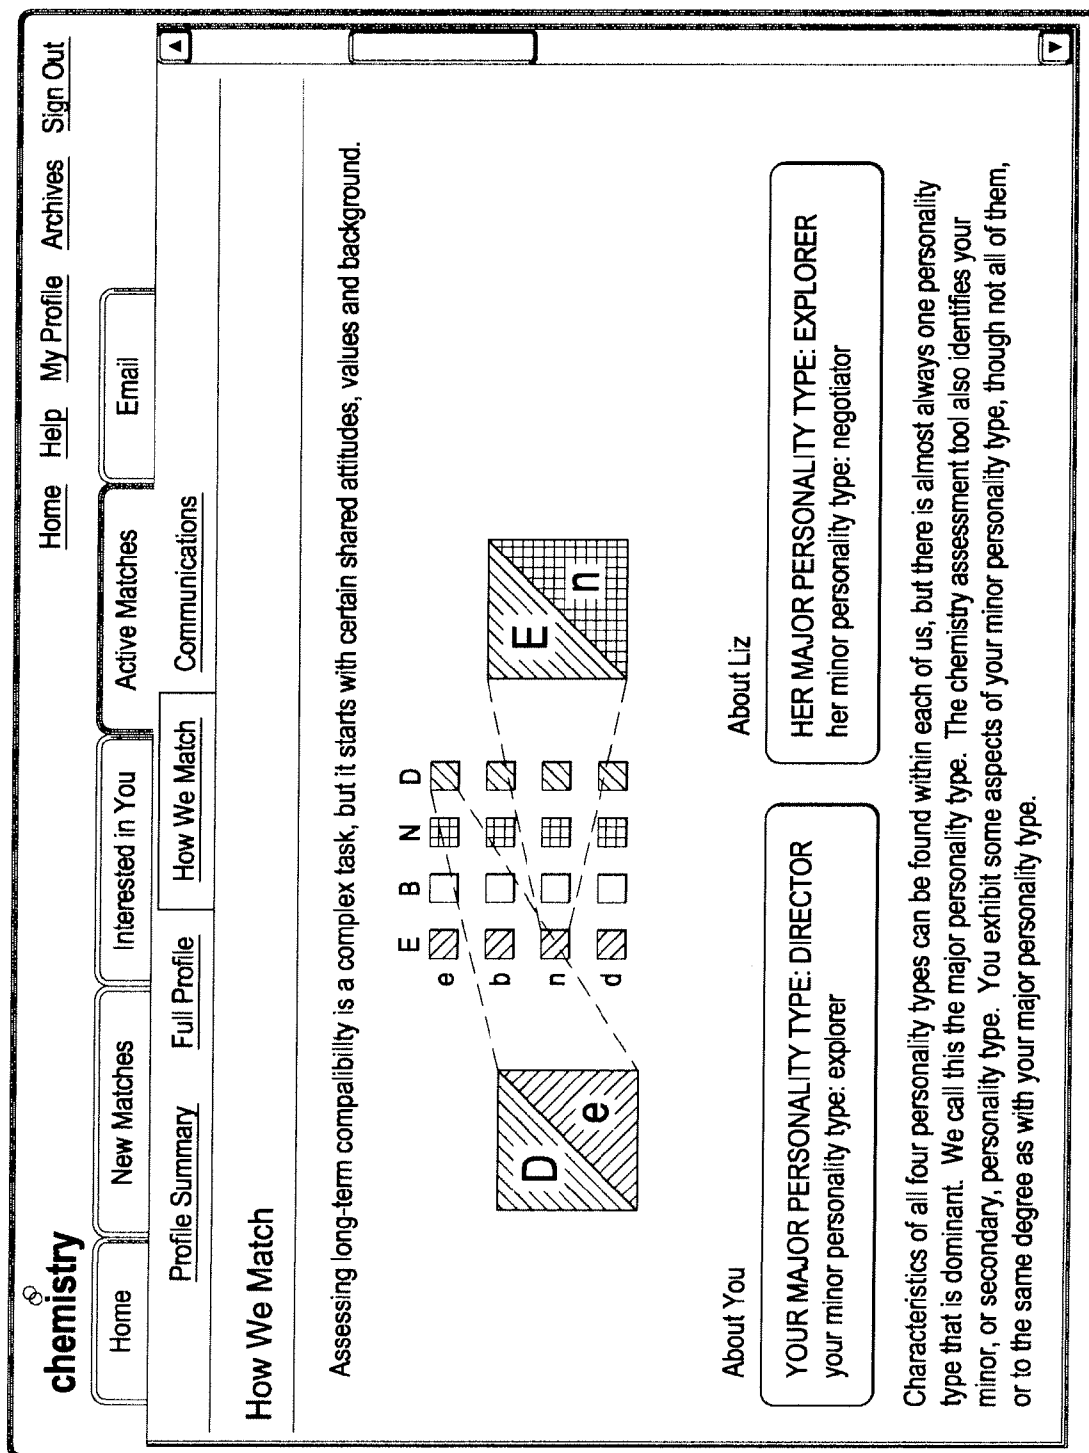 chemistry
Home Help My Profile Archives Sign Out
Home New Matches Interested in You Active Matches Email
Profile Summary Full Profile How We Match Communications
How We Match
Assessing long-term compatibility is a complex task, but it starts with certain shared attitudes, values and background.
E B N D
e
b
n
d
D
e
E
n
About You
YOUR MAJOR PERSONALITY TYPE: DIRECTOR
your minor personality type: explorer
About Liz
HER MAJOR PERSONALITY TYPE: EXPLORER
her minor personality type: negotiator
Characteristics of all four personality types can be found within each of us, but there is almost always one personality
type that is dominant. We call this the major personality type. The chemistry assessment tool also identifies your
minor, or secondary, personality type. You exhibit some aspects of your minor personality type, though not all of them,
or to the same degree as with your major personality type.